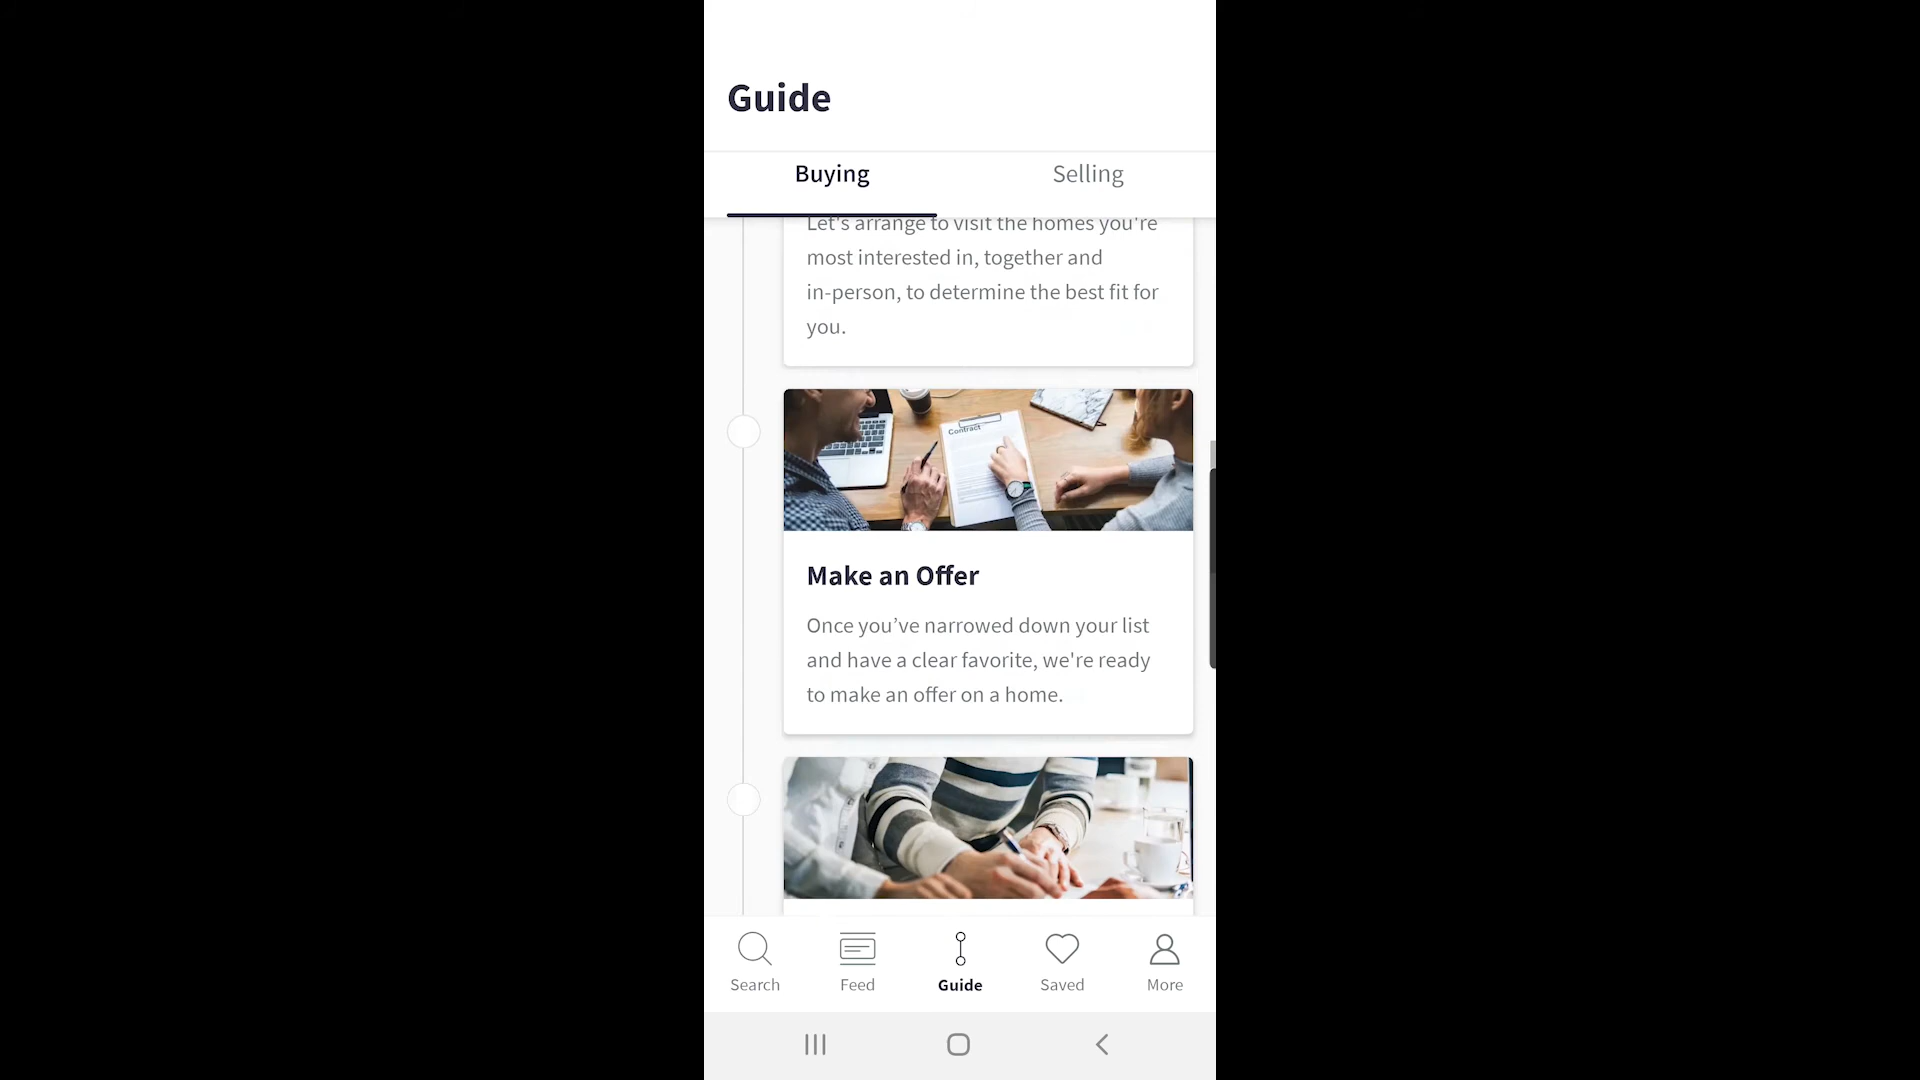 Guide
Buying
Selling
Let's arrange to visit the homes you're
most interested in, together and
in-person, to determine the best fit for
you.
Contract
Make an Offer
Once you’ve narrowed down your list
and have a clear favorite, we're ready
to make an offer on a home.
Search
Feed
Guide
Saved
More